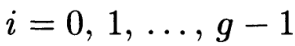 i = 0, 1, ..., g − 1